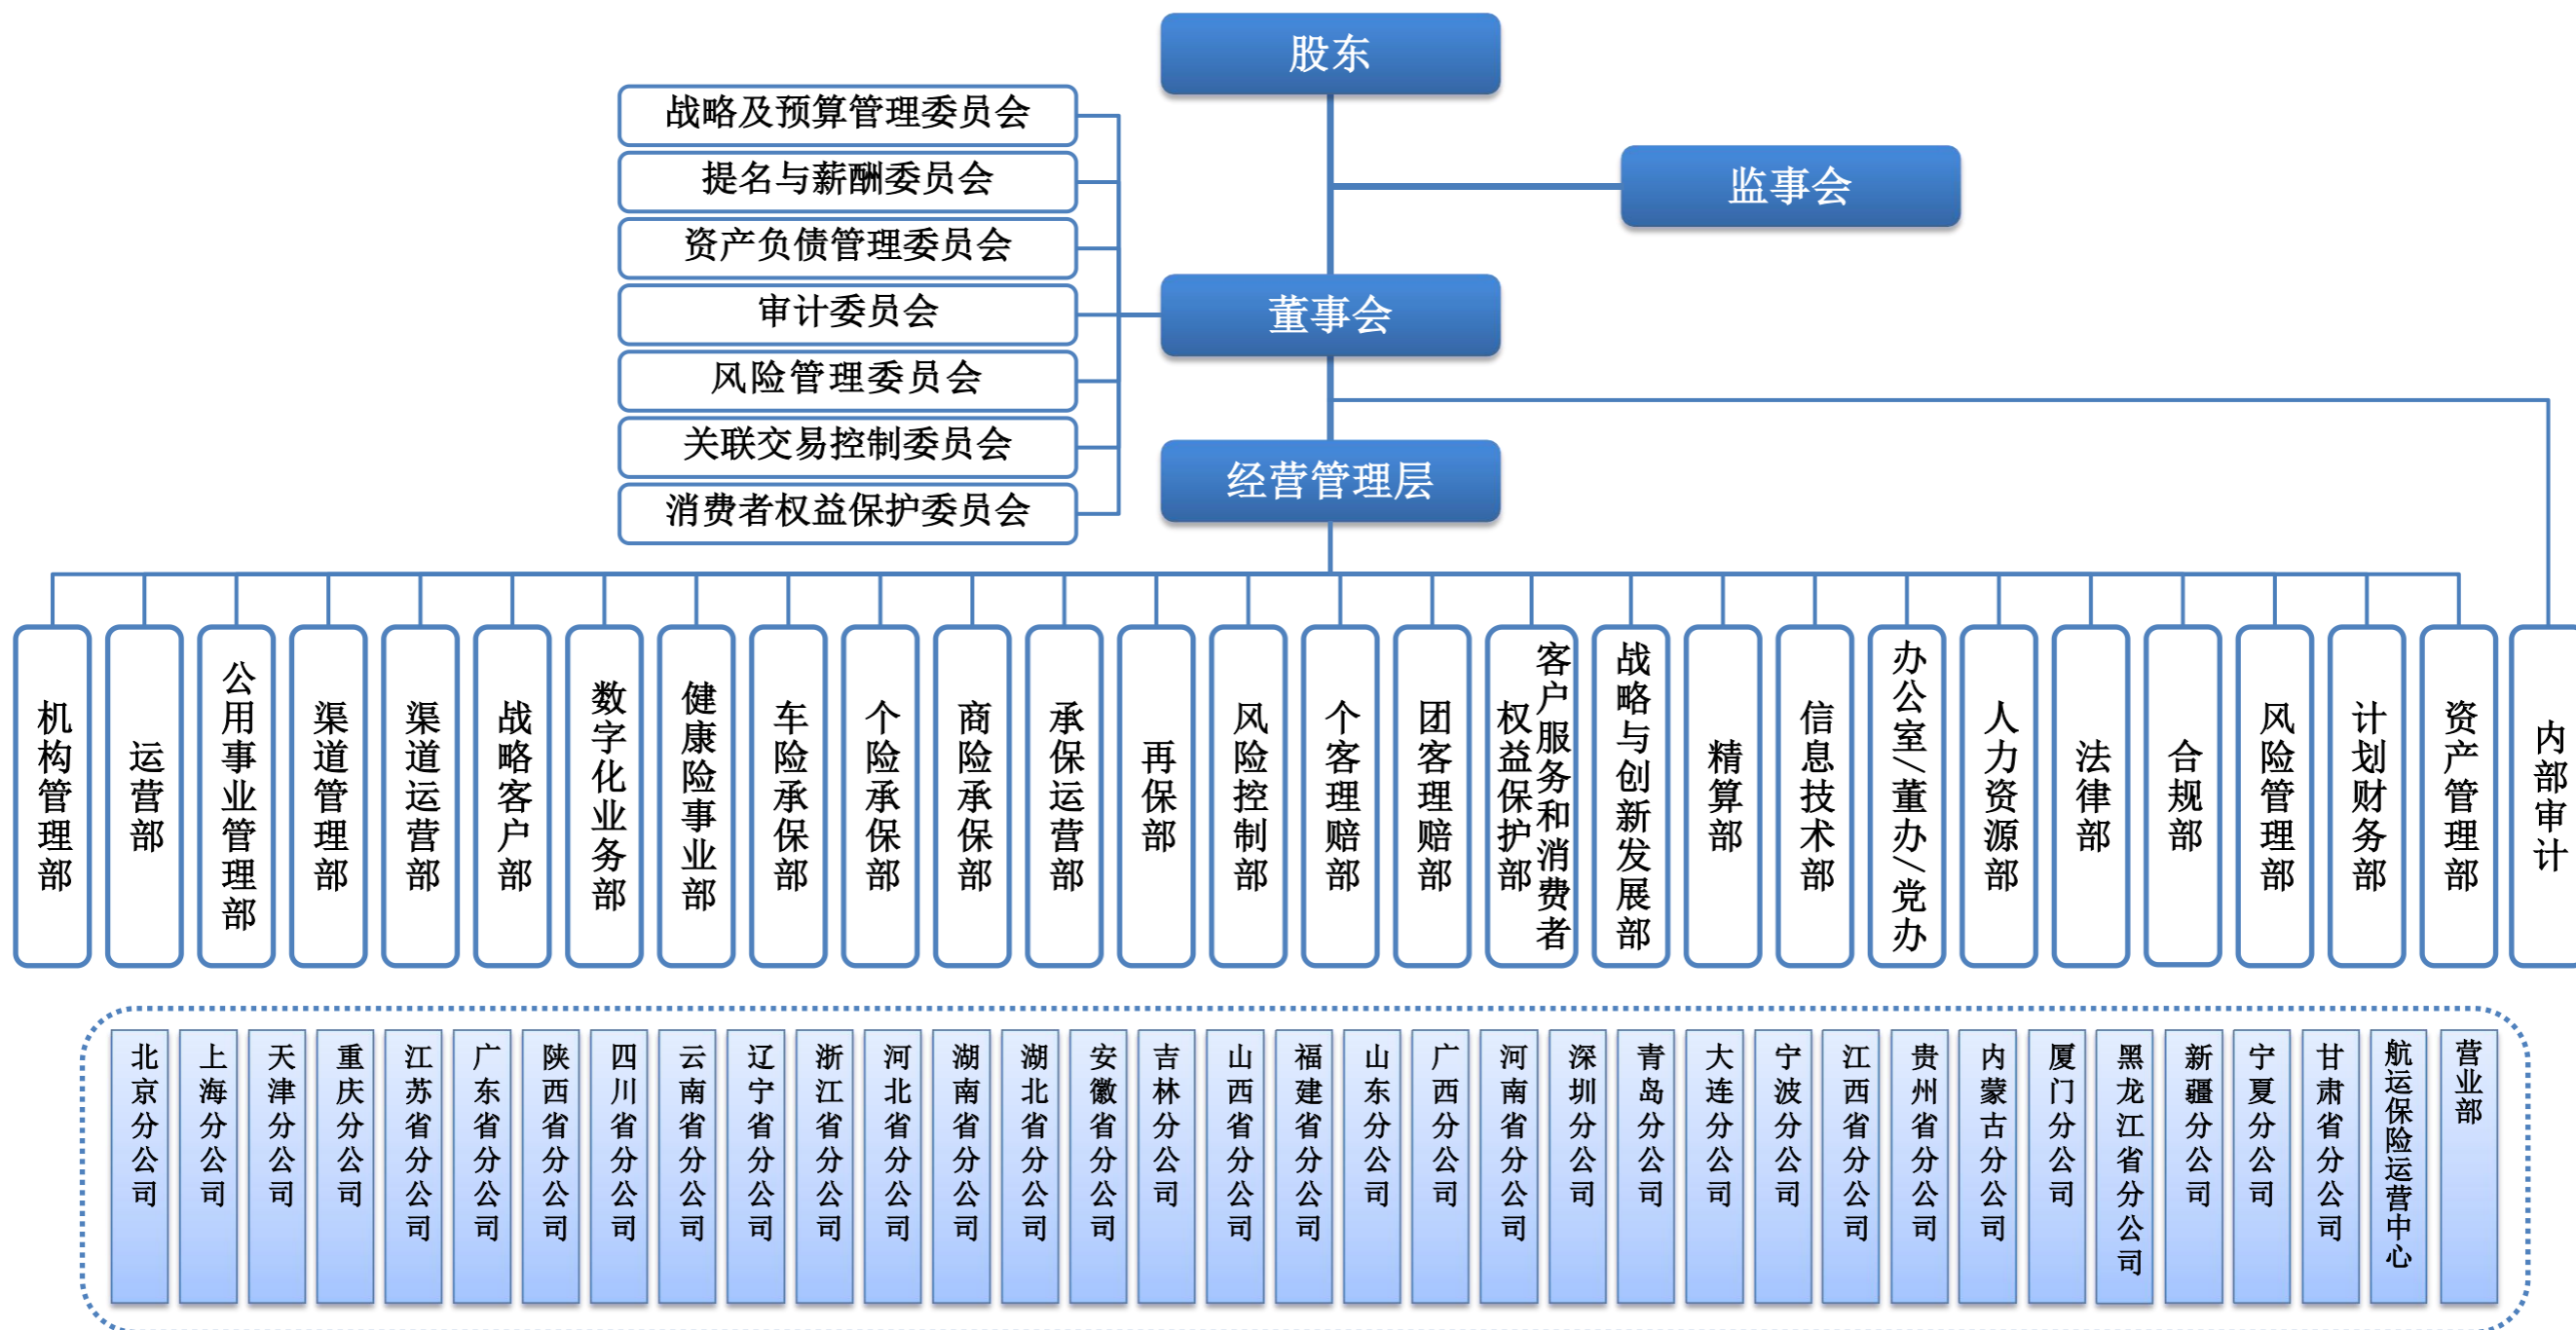 股东
战略及预算管理委员会
提名与薪酬委员会
资产负债管理委员会
审计委员会
风险管理委员会
关联交易控制委员会
消费者权益保护委员会
监事会
董事会
经营管理层
机构管理部
运营部
公用事业管理部
渠道管理部
渠道运营部
战略客户部
数字化业务部
健康险事业部
车险承保部
个险承保部
商险承保部
承保运营部
再保部
风险控制部
个客理赔部
团客理赔部
客户服务和消费者
权益保护部
战略与创新发展部
精算部
信息技术部
办公室/董办/党办
人力资源部
法律部
合规部
风险管理部
计划财务部
资产管理部
内部审计
北京分公司
上海分公司
天津分公司
重庆分公司
江苏省分公司
广东省分公司
陕西省分公司
四川省分公司
云南省分公司
辽宁省分公司
浙江省分公司
河北省分公司
湖南省分公司
湖北省分公司
安徽省分公司
吉林分公司
山西省分公司
福建省分公司
山东分公司
广西分公司
河南省分公司
深圳分公司
青岛分公司
大连分公司
宁波分公司
江西省分公司
贵州省分公司
内蒙古分公司
厦门分公司
黑龙江省分公司
新疆分公司
宁夏分公司
甘肃省分公司
航运保险运营中心
营业部